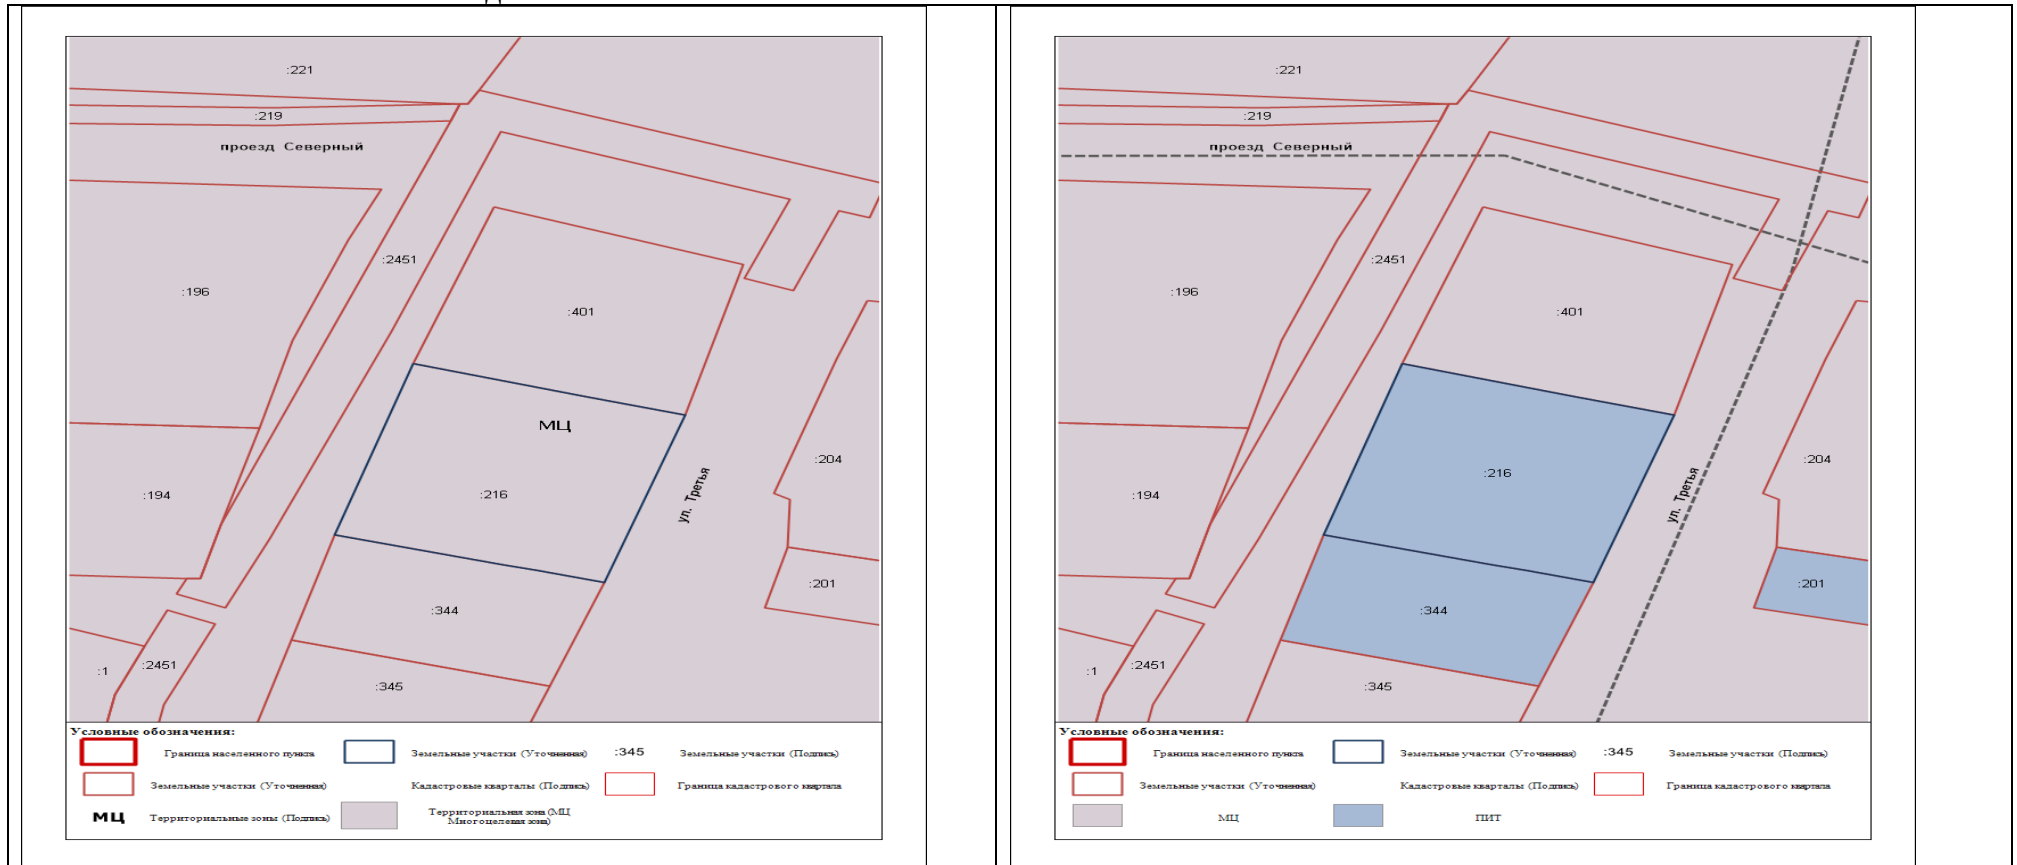 :221
:219
проезд Северный
:2451
:196
:401
МЦ
:204
:194
:216
ул. Третья
:201
:344
:1
:2451
:345
Условные обозначения:
Граница населенного пункта
Земельные участки (Уточненная)
:345
Земельные участки (Подпись)
Земельные участки (Уточненная)
Кадастровые кварталы (Подпись)
Граница кадастрового квартала
МЦ
Территориальные зоны (Подпись)
Территориальная зона (МЦ
Многоцелевая зона)
:221
:219
проезд Северный
:2451
:196
:401
:204
:216
:194
ул. Третья
:201
:344
:1
:2451
:345
Условные обозначения:
Граница населенного пункта
Земельные участки (Уточненная)
:345
Земельные участки (Подпись)
Земельные участки (Уточненная)
Кадастровые кварталы (Подпись)
Граница кадастрового квартала
МЦ
ПИТ